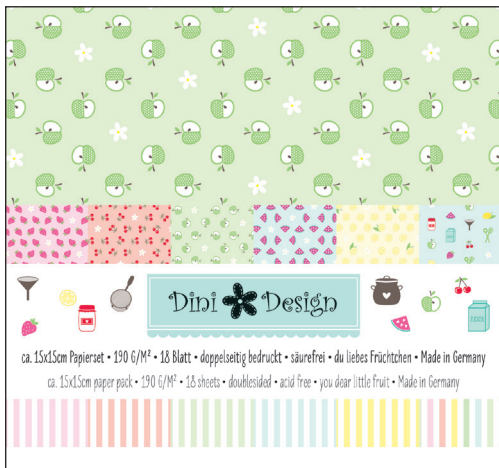 Dini Design
ca. 15x15cm Papierset • 190 G/M² • 18 Blatt • doppelseitig bedruckt • säurefrei • du liebes Früchtchen • Made in Germany
ca. 15x15cm paper pack • 190 G/M² • 18 sheets • doublesided • acid free • you dear little fruit • Made in Germany